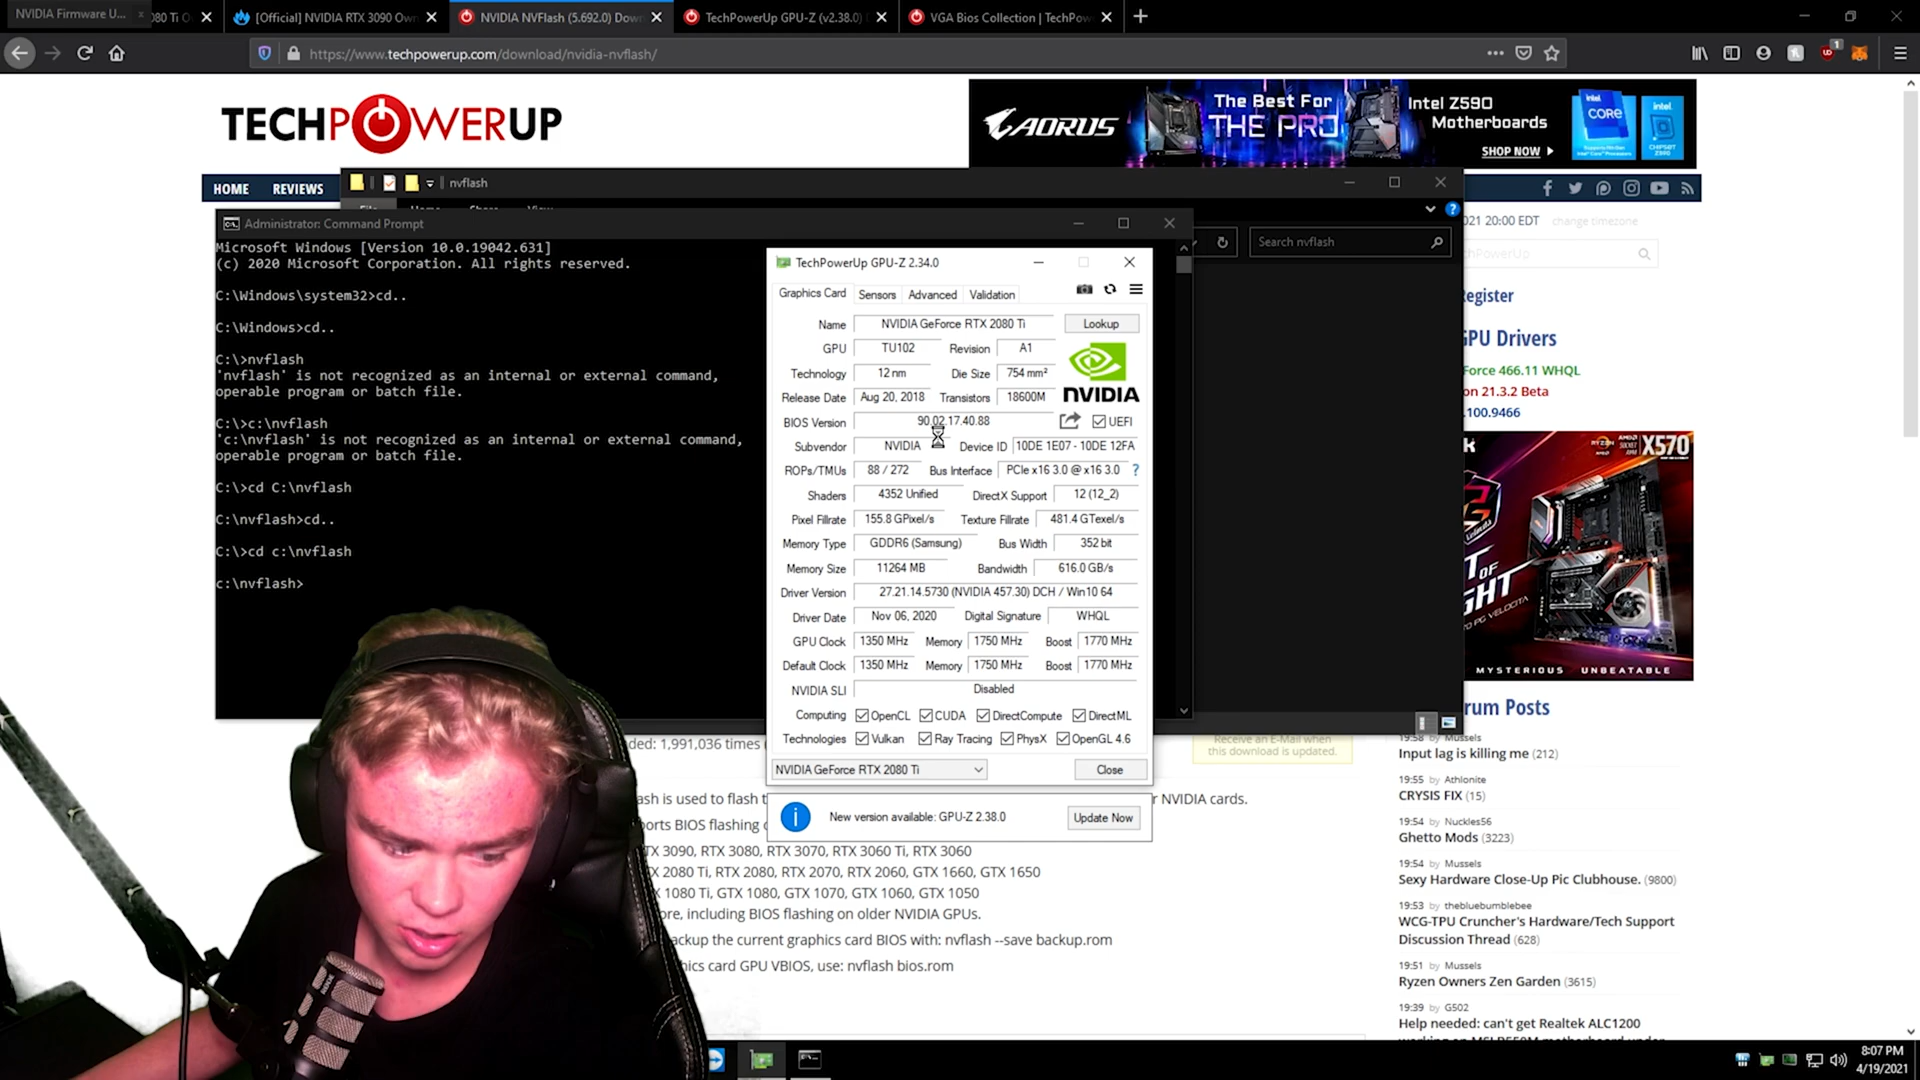 NVIDIA Firmware U...
080 Ti O
[Official] NVIDIA RTX 3090 Own
NVIDIA NVFlash (5.692.0) Down
TechPowerUp GPU-Z (v2.38.0)
VGA Bios Collection | TechPow
https://www.techpowerup.com/download/nvidia-nvflash/
TECHPOWERUP
AORUS
The Best For
THE PRO
Intel Z590
Motherboards
SHOP NOW
intel
CORE
intel
HOME
REVIEWS
nvflash
Home
Share
View
021 20:00 EDT
change timezone
Search nvflash
Administrator: Command Prompt
Microsoft Windows [Version 10.0.19042.631]
(c) 2020 Microsoft Corporation. All rights reserved.
C:\Windows\system32>cd..
C:\Windows>cd..
C:\>nvflash
'nvflash' is not recognized as an internal or external command,
operable program or batch file.
C:\>c:\nvflash
'c:\nvflash' is not recognized as an internal or external command,
operable program or batch file.
C:\>cd C:\nvflash
C:\nvflash>cd..
C:\>cd c:\nvflash
c:\nvflash>
TechPowerUp GPU-Z 2.34.0
Graphics Card
Sensors
Advanced
Validation
Name NVIDIA GeForce RTX 2080 Ti Lookup
GPU TU102 Revision A1
Technology 12 nm Die Size 754 mm²
Release Date Aug 20, 2018 Transistors 18600M
NVIDIA
BIOS Version 90.02.17.40.88 UEFI
Subvendor NVIDIA Device ID 10DE 1E07 - 10DE 12FA
ROPs/TMUs 88 / 272 Bus Interface PCIe x16 3.0 @ x16 3.0 ?
Shaders 4352 Unified DirectX Support 12 (12_2)
Pixel Fillrate 155.8 GPixel/s Texture Fillrate 481.4 GTexel/s
Memory Type GDDR6 (Samsung) Bus Width 352 bit
Memory Size 11264 MB Bandwidth 616.0 GB/s
Driver Version 27.21.14.5730 (NVIDIA 457.30) DCH / Win10 64
Driver Date Nov 06, 2020 Digital Signature WHQL
GPU Clock 1350 MHz Memory 1750 MHz Boost 1770 MHz
Default Clock 1350 MHz Memory 1750 MHz Boost 1770 MHz
NVIDIA SLI Disabled
Computing OpenCL CUDA DirectCompute DirectML
Technologies Vulkan Ray Tracing PhysX OpenGL 4.6
NVIDIA GeForce RTX 2080 Ti
Close
New version available: GPU-Z 2.38.0
Update Now
Register
GPU Drivers
Force 466.11 WHQL
on 21.3.2 Beta
.100.9466
X570
MYSTERIOUS UNBEATABLE
ded: 1,991,036 times (
Receive an E-Mail when
this download is updated.
ash is used to flash t
r NVIDIA cards.
ports BIOS flashing
X 3090, RTX 3080, RTX 3070, RTX 3060 Ti, RTX 3060
X 2080 Ti, RTX 2080, RTX 2070, RTX 2060, GTX 1660, GTX 1650
X 1080 Ti, GTX 1080, GTX 1070, GTX 1060, GTX 1050
ore, including BIOS flashing on older NVIDIA GPUs.
ackup the current graphics card BIOS with: nvflash --save backup.rom
hics card GPU VBIOS, use: nvflash bios.rom
rum Posts
19:58 by Mussels
Input lag is killing me (212)
19:55 by Athlonite
CRYSIS FIX (15)
19:54 by Nuckles56
Ghetto Mods (3223)
19:54 by Mussels
Sexy Hardware Close-Up Pic Clubhouse. (9800)
19:53 by thebluebumblebee
WCG-TPU Cruncher's Hardware/Tech Support
Discussion Thread (628)
19:51 by Mussels
Ryzen Owners Zen Garden (3615)
19:39 by G502
Help needed: can't get Realtek ALC1200
8:07 PM
4/19/2021